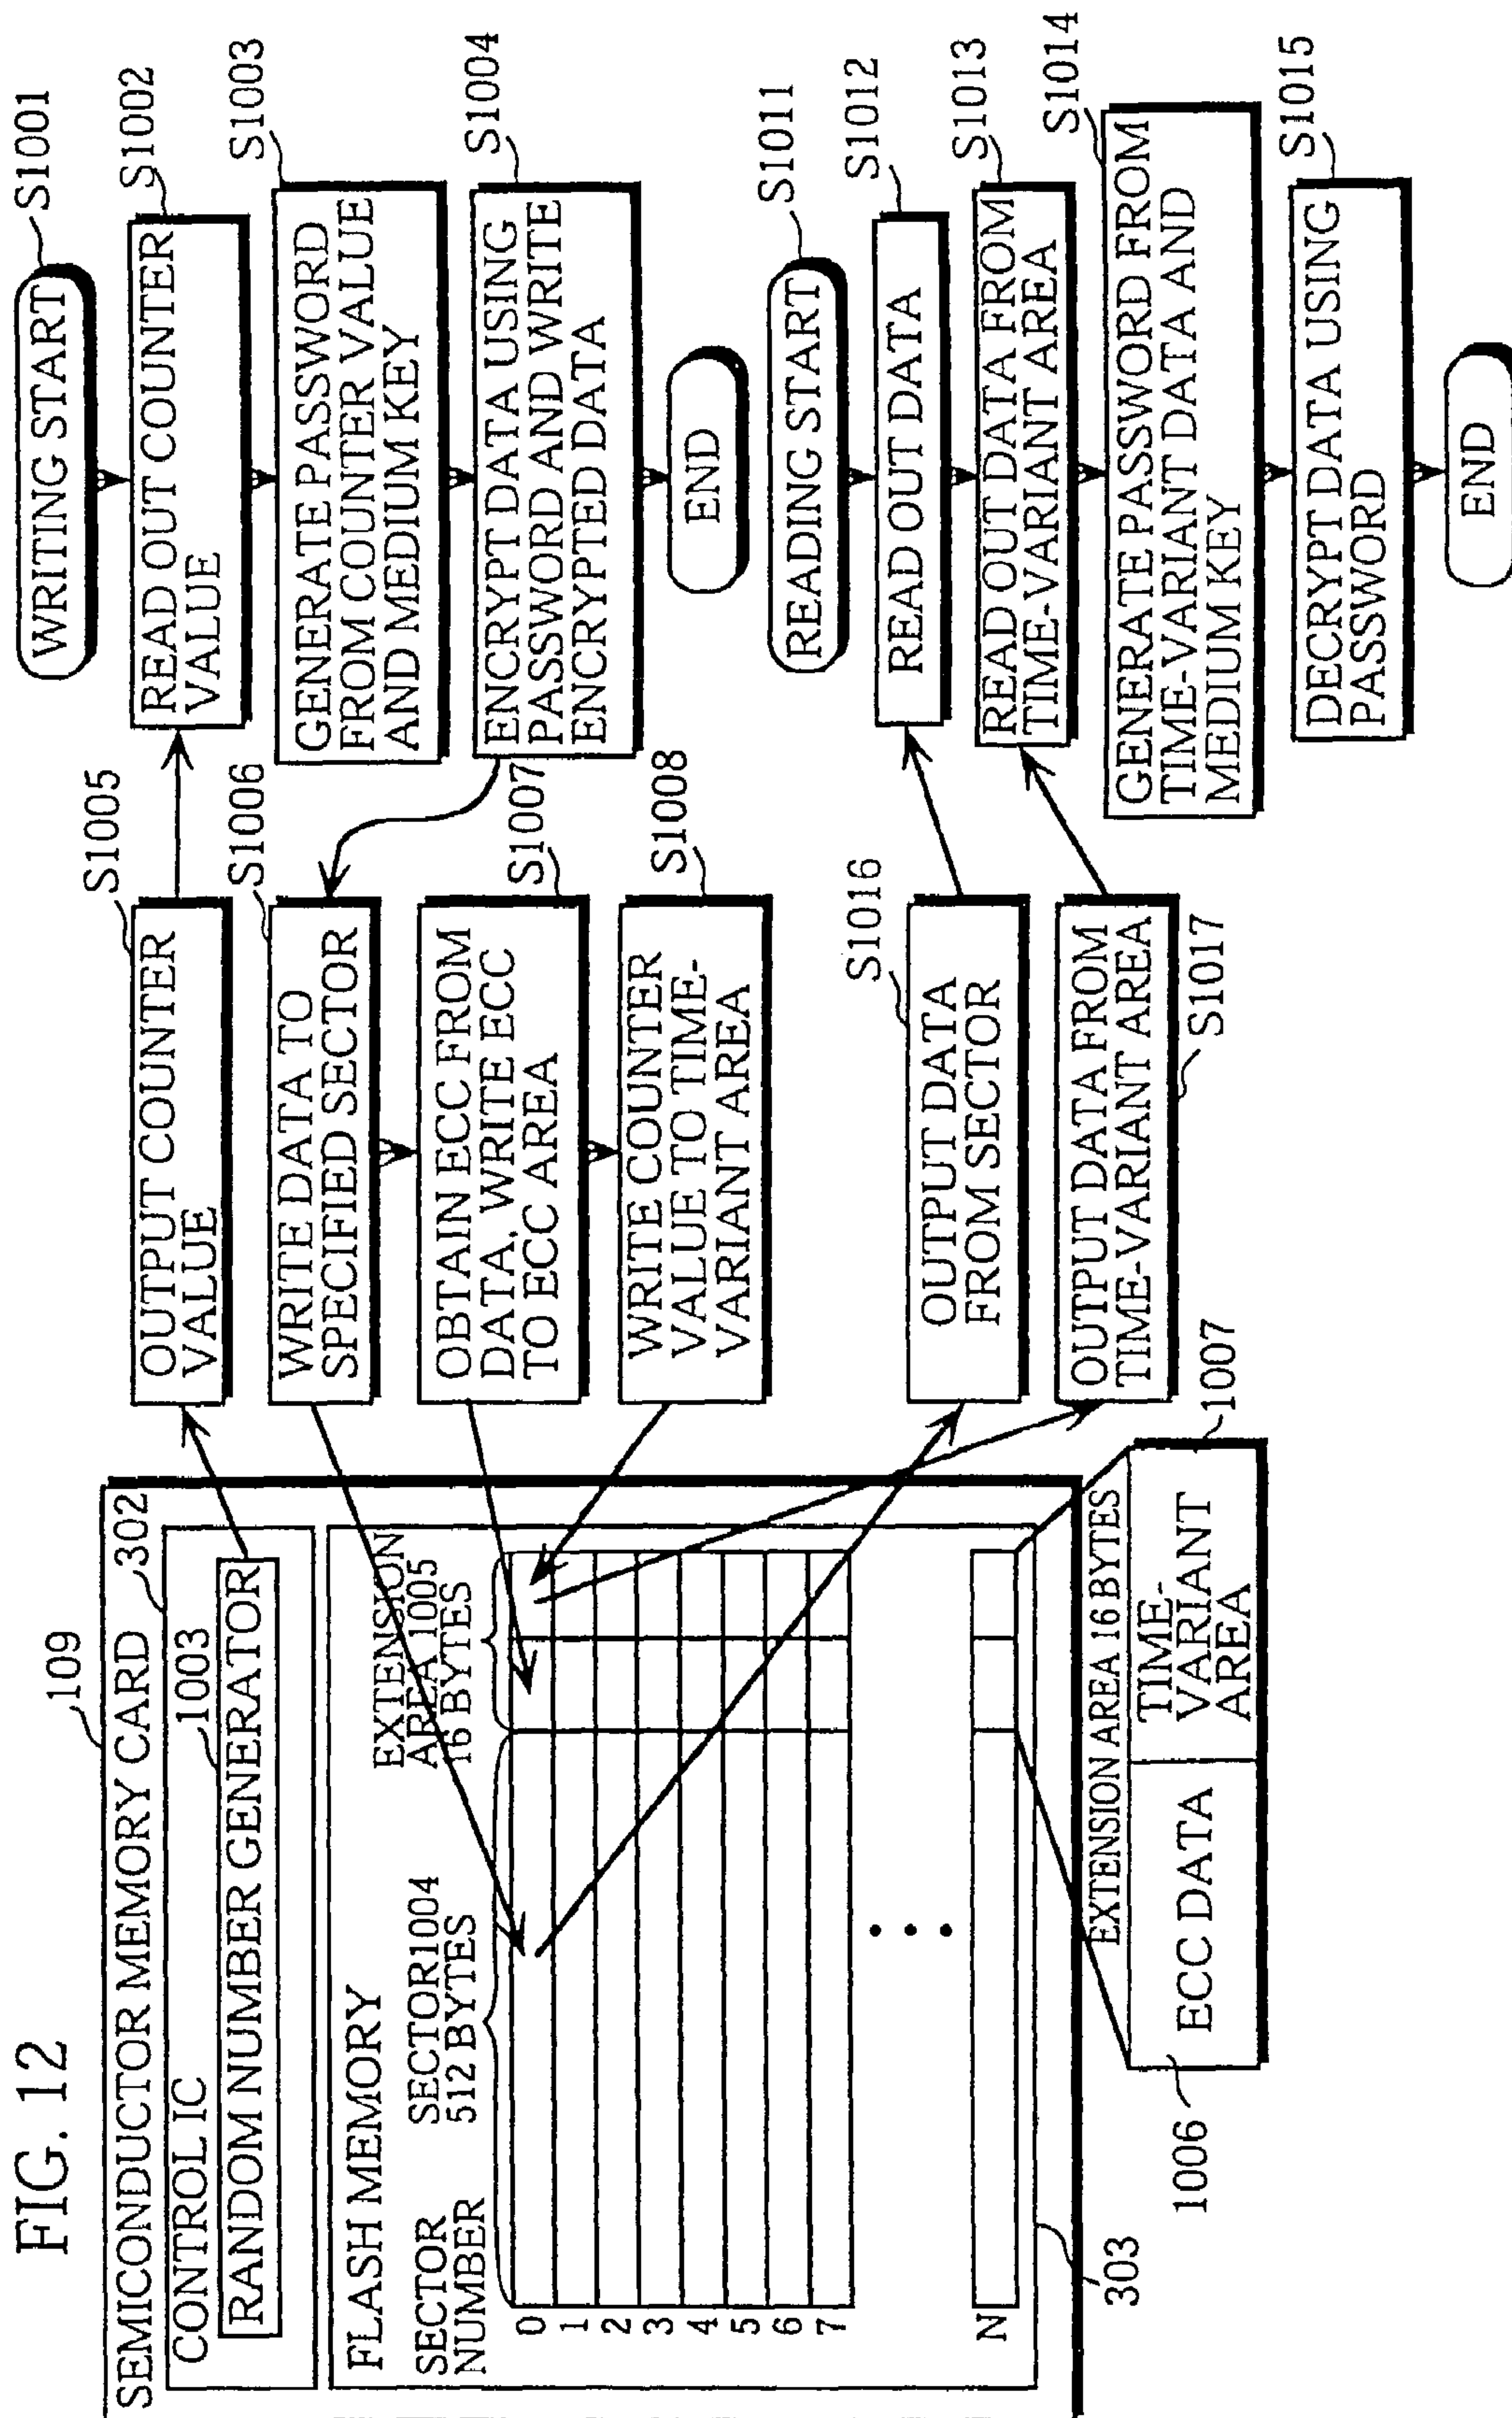 FIG. 12
109
SEMICONDUCTOR MEMORY CARD
302
CONTROL IC
1003
RANDOM NUMBER GENERATOR
FLASH MEMORY
SECTOR
NUMBER
SECTOR1004
512 BYTES
EXTENSION
AREA 1005
16 BYTES
0
1
2
3
4
5
6
7
N
303
EXTENSION AREA 16 BYTES
1006
ECC DATA
TIME-
VARIANT
AREA
1007
S1005
OUTPUT COUNTER
VALUE
S1006
WRITE DATA TO
SPECIFIED SECTOR
S1007
OBTAIN ECC FROM
DATA, WRITE ECC
TO ECC AREA
S1008
WRITE COUNTER
VALUE TO TIME-
VARIANT AREA
S1016
OUTPUT DATA
FROM SECTOR
OUTPUT DATA FROM
TIME-VARIANT AREA
S1017
WRITING START
S1001
READ OUT COUNTER
VALUE
S1002
GENERATE PASSWORD
FROM COUNTER VALUE
AND MEDIUM KEY
S1003
ENCRYPT DATA USING
PASSWORD AND WRITE
ENCRYPTED DATA
S1004
END
READING START
S1011
READ OUT DATA
S1012
READ OUT DATA FROM
TIME-VARIANT AREA
S1013
GENERATE PASSWORD FROM
TIME-VARIANT DATA AND
MEDIUM KEY
S1014
DECRYPT DATA USING
PASSWORD
S1015
END